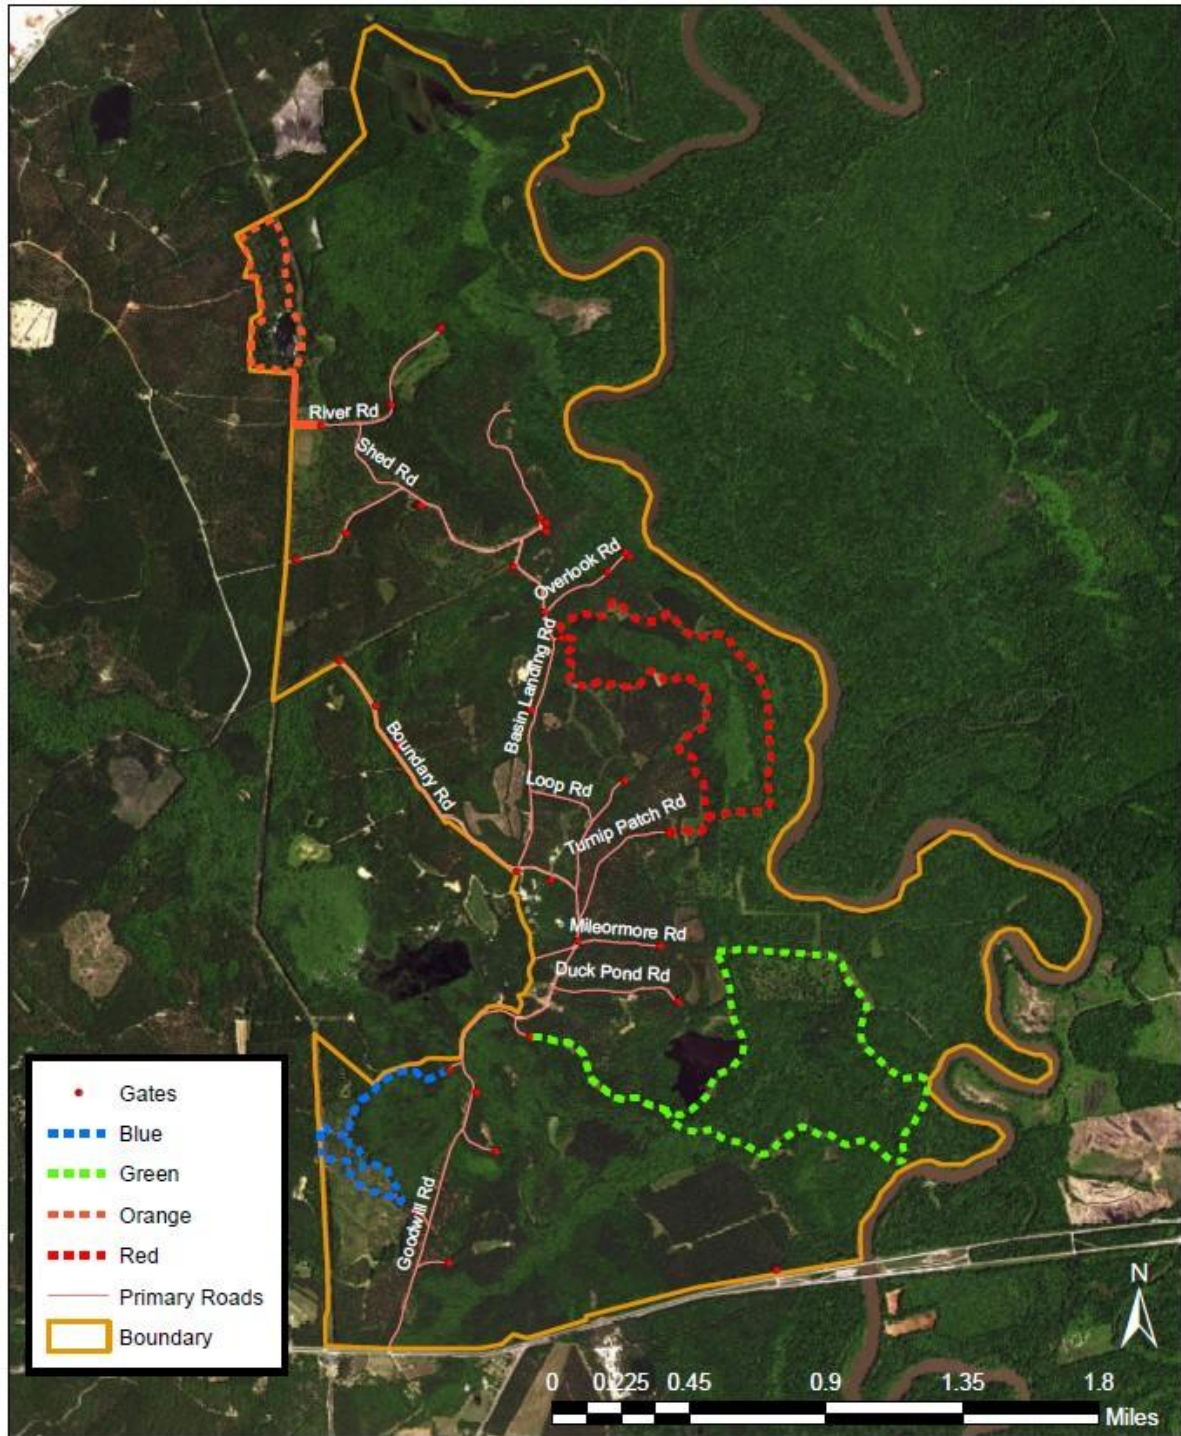 River Rd
Shed Rd
Overlook Rd
Basin Landing Rd
Boundary Rd
Loop Rd
Turnip Patch Rd
Mileormore Rd
Duck Pond Rd
Goodwill Rd
Gates
Blue
Green
Orange
Red
Primary Roads
Boundary
N
0 0.225 0.45 0.9 1.35 1.8
Miles